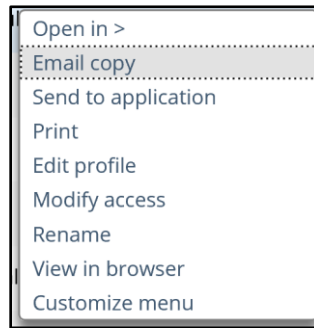 Open in >
Email copy
Send to application
Print
Edit profile
Modify access
Rename
View in browser
Customize menu